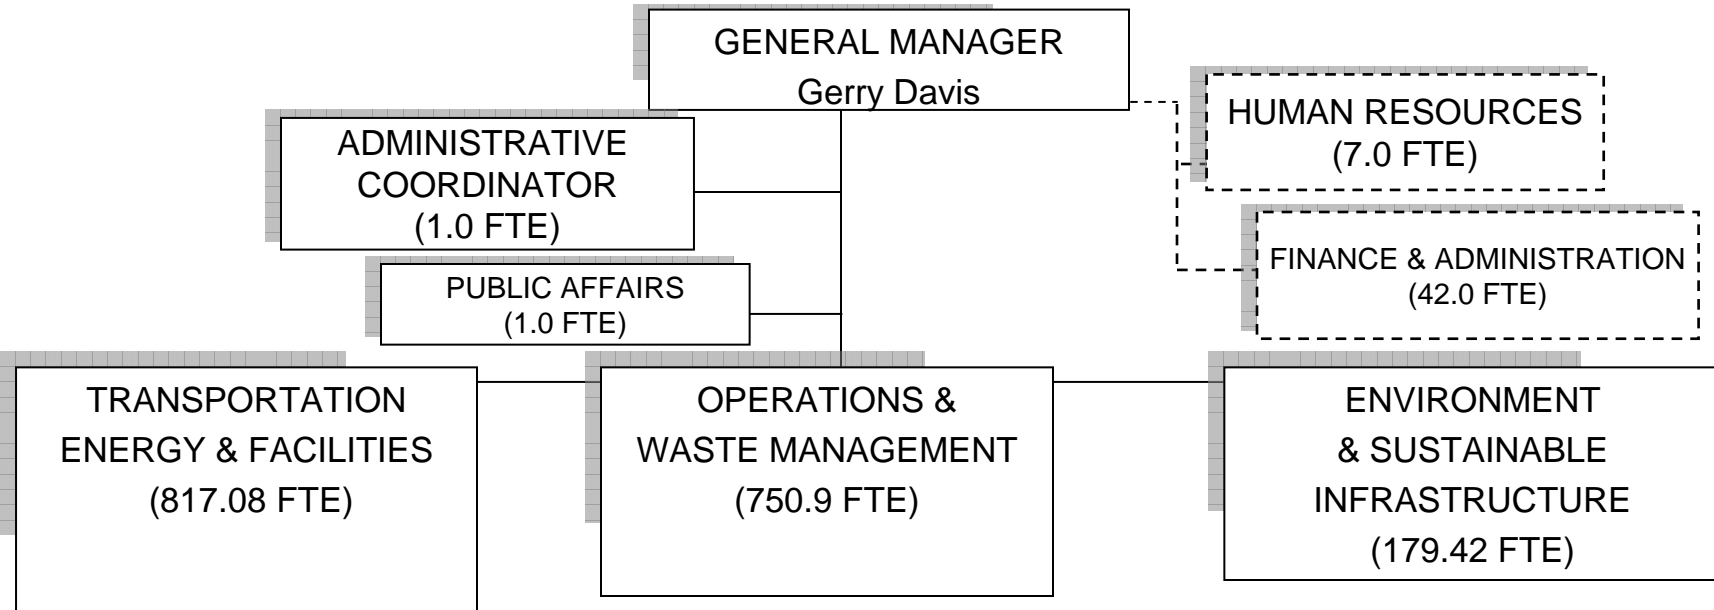 GENERAL MANAGER
Gerry Davis
HUMAN RESOURCES
(7.0 FTE)
ADMINISTRATIVE
COORDINATOR
(1.0 FTE)
FINANCE & ADMINISTRATION
(42.0 FTE)
PUBLIC AFFAIRS
(1.0 FTE)
TRANSPORTATION
ENERGY & FACILITIES
(817.08 FTE)
OPERATIONS &
WASTE MANAGEMENT
(750.9 FTE)
ENVIRONMENT
& SUSTAINABLE
INFRASTRUCTURE
(179.42 FTE)